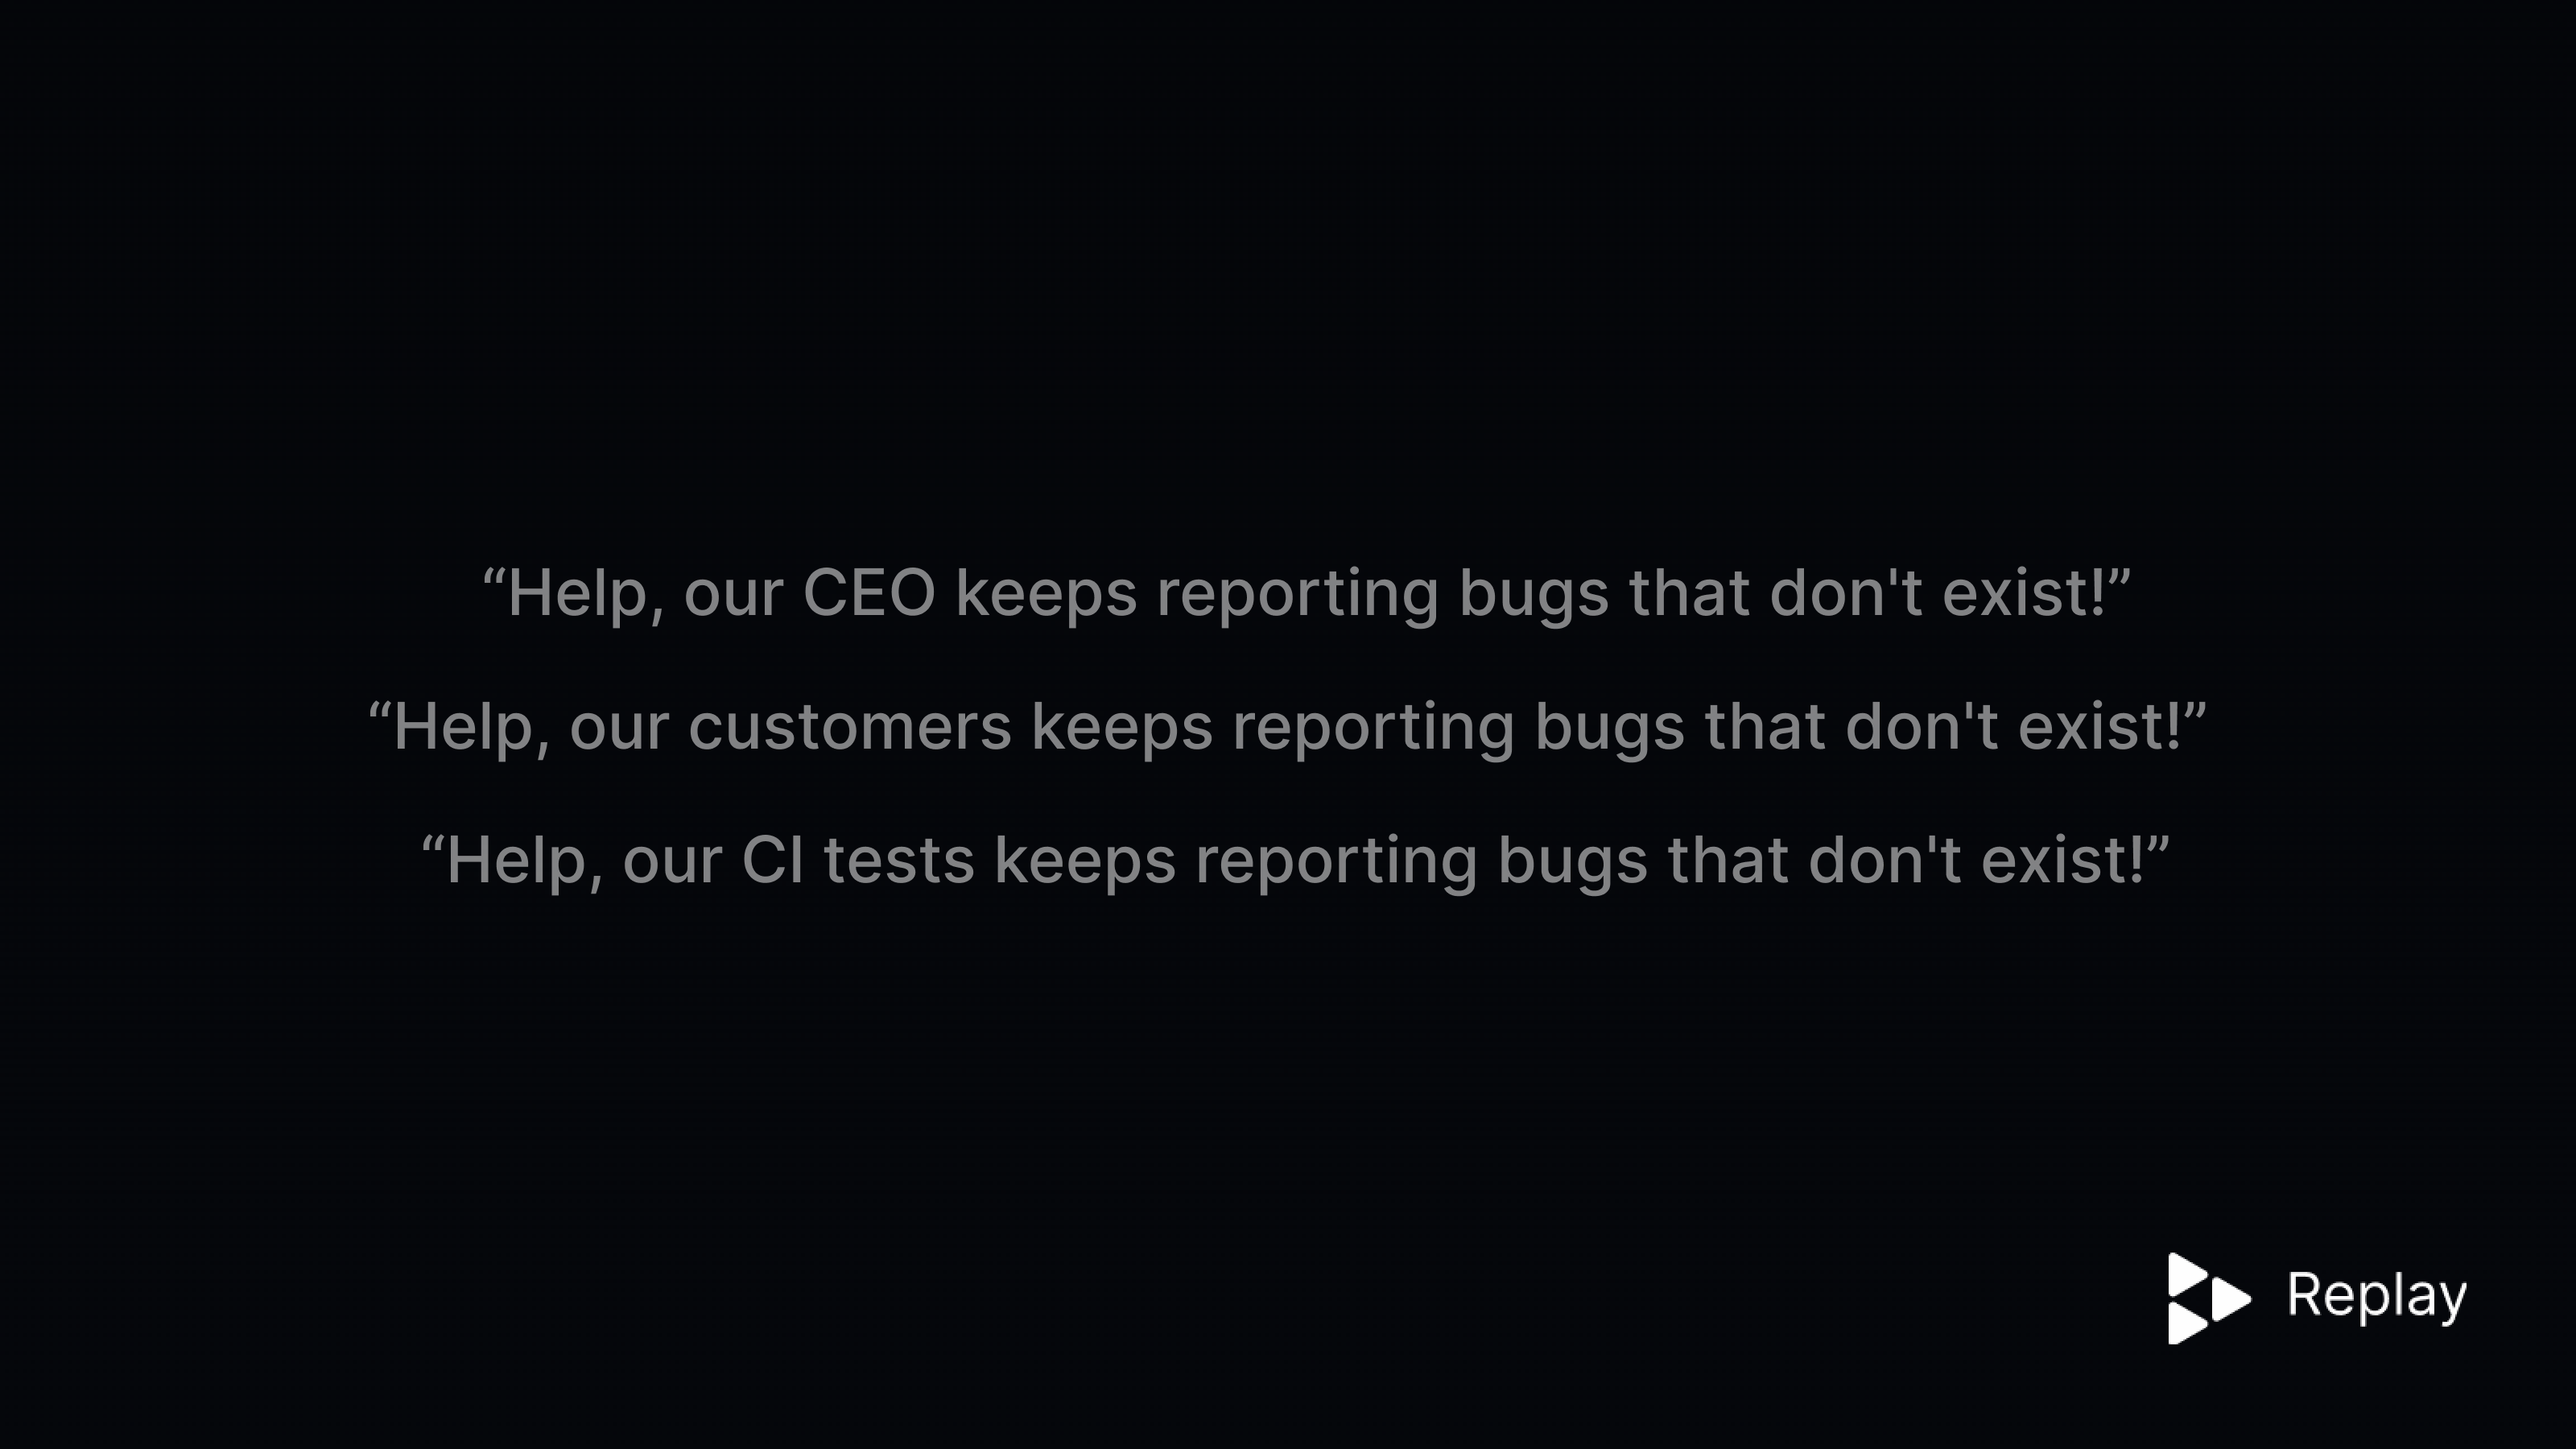 “Help, our CEO keeps reporting bugs that don't exist!”
“Help, our customers keeps reporting bugs that don't exist!”
“Help, our CI tests keeps reporting bugs that don't exist!”
Replay